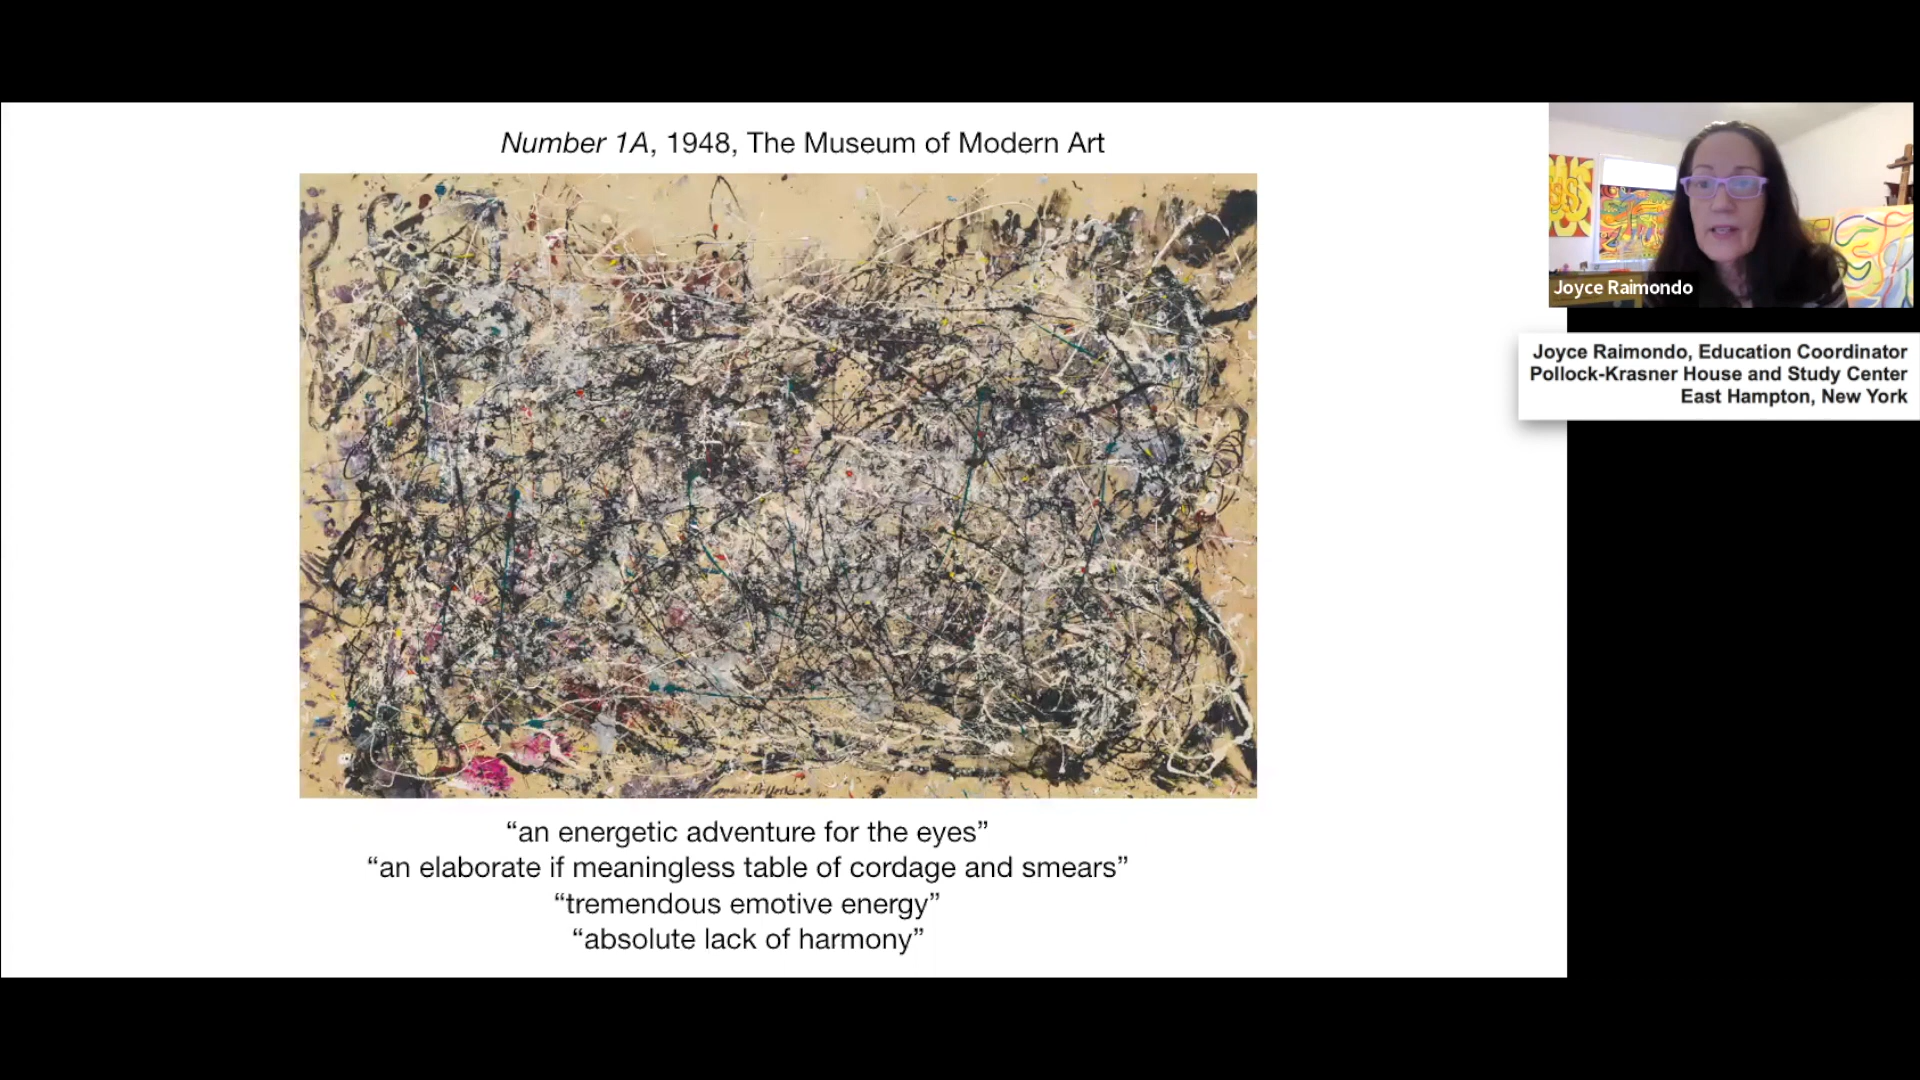 Number 1A, 1948, The Museum of Modern Art
Joyce Raimondo
Joyce Raimondo, Education Coordinator
Pollock-Krasner House and Study Center
East Hampton, New York
“an energetic adventure for the eyes”
“an elaborate if meaningless table of cordage and smears”
“tremendous emotive energy”
“absolute lack of harmony”